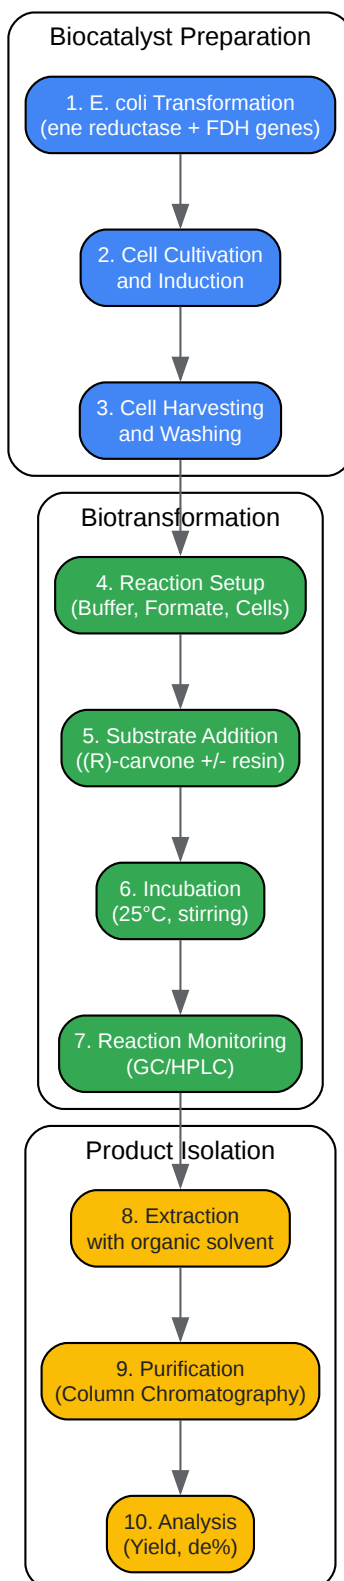 Biocatalyst Preparation
1. E. coli Transformation
(ene reductase + FDH genes)
2. Cell Cultivation
and Induction
3. Cell Harvesting
and Washing
Biotransformation
4. Reaction Setup
(Buffer, Formate, Cells)
5. Substrate Addition
((R)-carvone +/- resin)
6. Incubation
(25°C, stirring)
7. Reaction Monitoring
(GC/HPLC)
Product Isolation
8. Extraction
with organic solvent
9. Purification
(Column Chromatography)
10. Analysis
(Yield, de%)